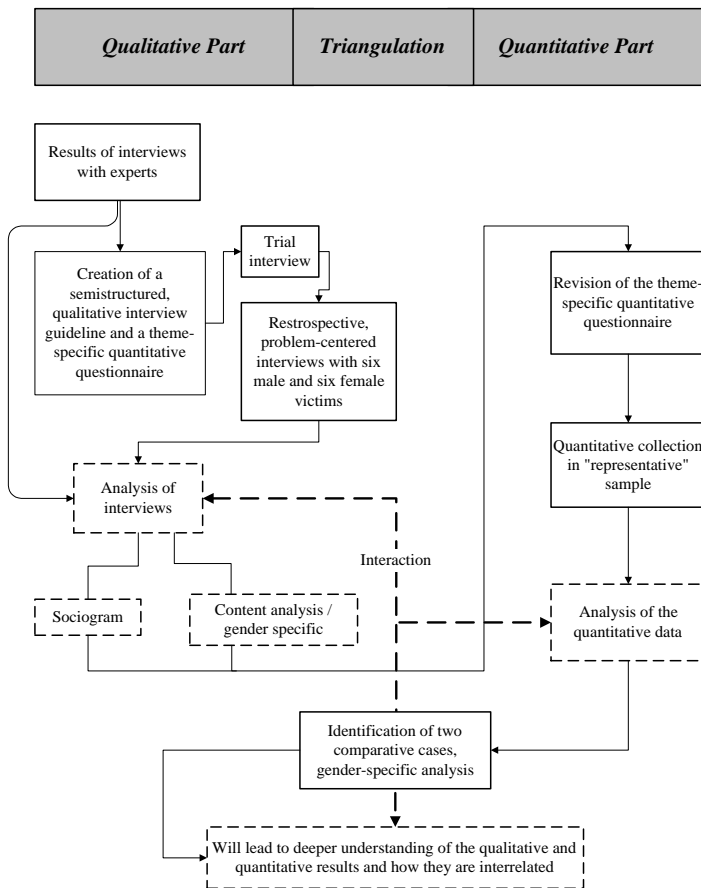 Qualitative Part
Triangulation
Quantitative Part
Results of interviews
with experts
Creation of a
semistructured,
qualitative interview
guideline and a theme-
specific quantitative
questionnaire
Trial
interview
Restrospective,
problem-centered
interviews with six
male and six female
victims
Revision of the theme-
specific quantitative
questionnaire
Quantitative collection
in "representative"
sample
Analysis of
interviews
Interaction
Sociogram
Content analysis /
gender specific
Analysis of the
quantitative data
Identification of two
comparative cases,
gender-specific analysis
Will lead to deeper understanding of the qualitative and
quantitative results and how they are interrelated